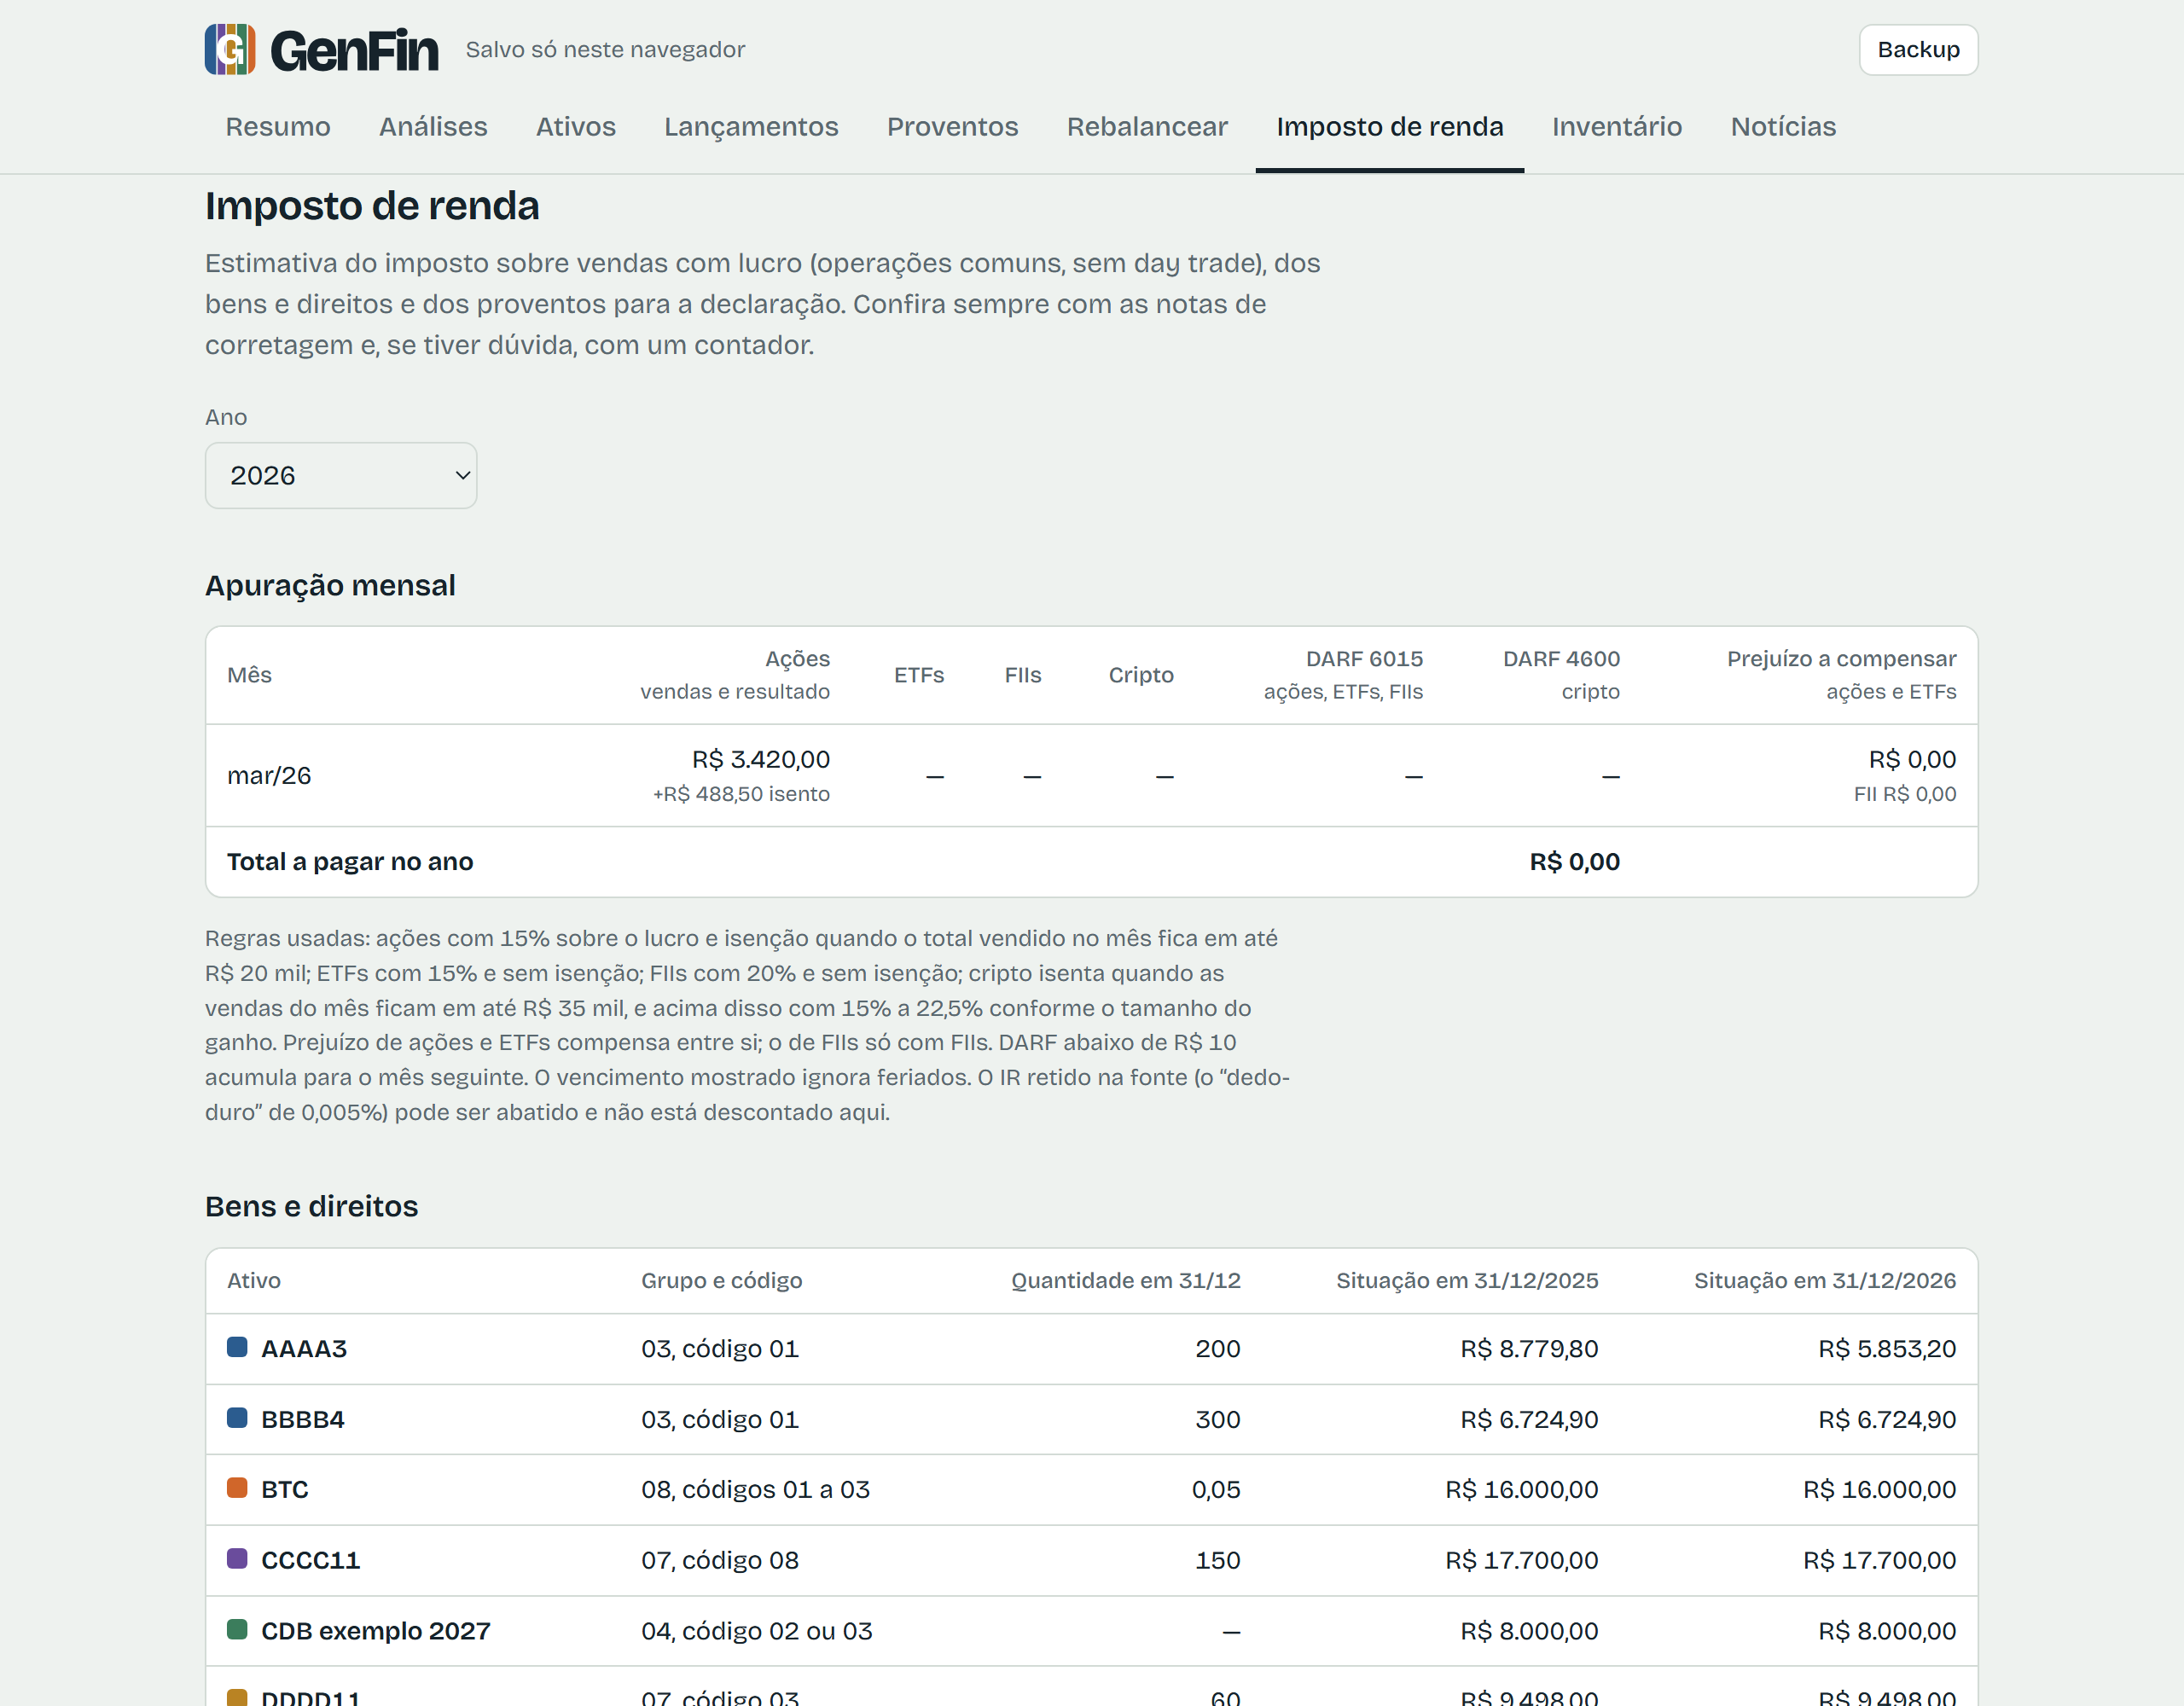 G GenFin Salvo só neste navegador Backup
Resumo Análises Ativos Lançamentos Proventos Rebalancear Imposto de renda Inventário Notícias
Imposto de renda
Estimativa do imposto sobre vendas com lucro (operações comuns, sem day trade), dos
bens e direitos e dos proventos para a declaração. Confira sempre com as notas de
corretagem e, se tiver dúvida, com um contador.
Ano
2026
Apuração mensal
Mês Ações vendas e resultado ETFs FIIs Cripto DARF 6015 ações, ETFs, FIIs DARF 4600 cripto Prejuízo a compensar ações e ETFs
mar/26 R$ 3.420,00 +R$ 488,50 isento — — — — — R$ 0,00 FII R$ 0,00
Total a pagar no ano R$ 0,00
Regras usadas: ações com 15% sobre o lucro e isenção quando o total vendido no mês fica em até
R$ 20 mil; ETFs com 15% e sem isenção; FIIs com 20% e sem isenção; cripto isenta quando as
vendas do mês ficam em até R$ 35 mil, e acima disso com 15% a 22,5% conforme o tamanho do
ganho. Prejuízo de ações e ETFs compensa entre si; o de FIIs só com FIIs. DARF abaixo de R$ 10
acumula para o mês seguinte. O vencimento mostrado ignora feriados. O IR retido na fonte (o “dedo-
duro” de 0,005%) pode ser abatido e não está descontado aqui.
Bens e direitos
Ativo Grupo e código Quantidade em 31/12 Situação em 31/12/2025 Situação em 31/12/2026
AAAA3 03, código 01 200 R$ 8.779,80 R$ 5.853,20
BBBB4 03, código 01 300 R$ 6.724,90 R$ 6.724,90
BTC 08, códigos 01 a 03 0,05 R$ 16.000,00 R$ 16.000,00
CCCC11 07, código 08 150 R$ 17.700,00 R$ 17.700,00
CDB exemplo 2027 04, código 02 ou 03 — R$ 8.000,00 R$ 8.000,00
DDDD11 07, código 03 60 R$ 9.498,00 R$ 9.498,00